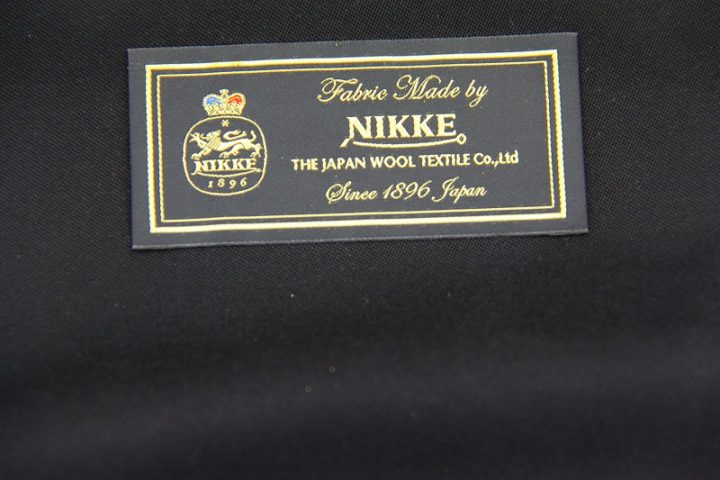 Fabric Made by
NIKKE
THE JAPAN WOOL TEXTILE Co.,Ltd
Since 1896 Japan
NIKKE
1896